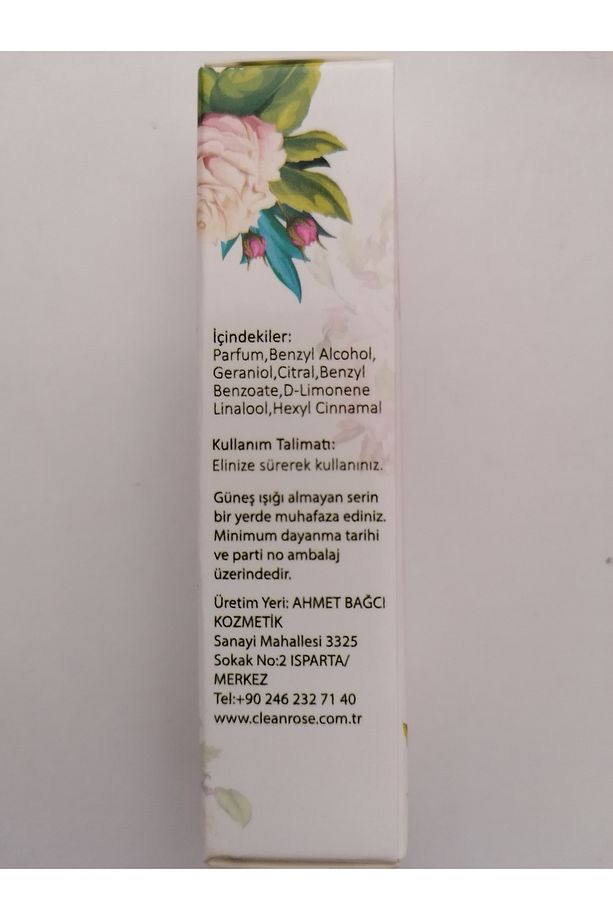 İçindekiler:
Parfum,Benzyl Alcohol,
Geraniol,Citral,Benzyl
Benzoate,D-Limonene
Linalool,Hexyl Cinnamal
Kullanım Talimatı:
Elinize sürerek kullanınız.
Güneş ışığı almayan serin
bir yerde muhafaza ediniz.
Minimum dayanma tarihi
ve parti no ambalaj
üzerindedir.
Üretim Yeri: AHMET BAĞCI
KOZMETİK
Sanayi Mahallesi 3325
Sokak No:2 ISPARTA/
MERKEZ
Tel:+90 246 232 71 40
www.cleanrose.com.tr